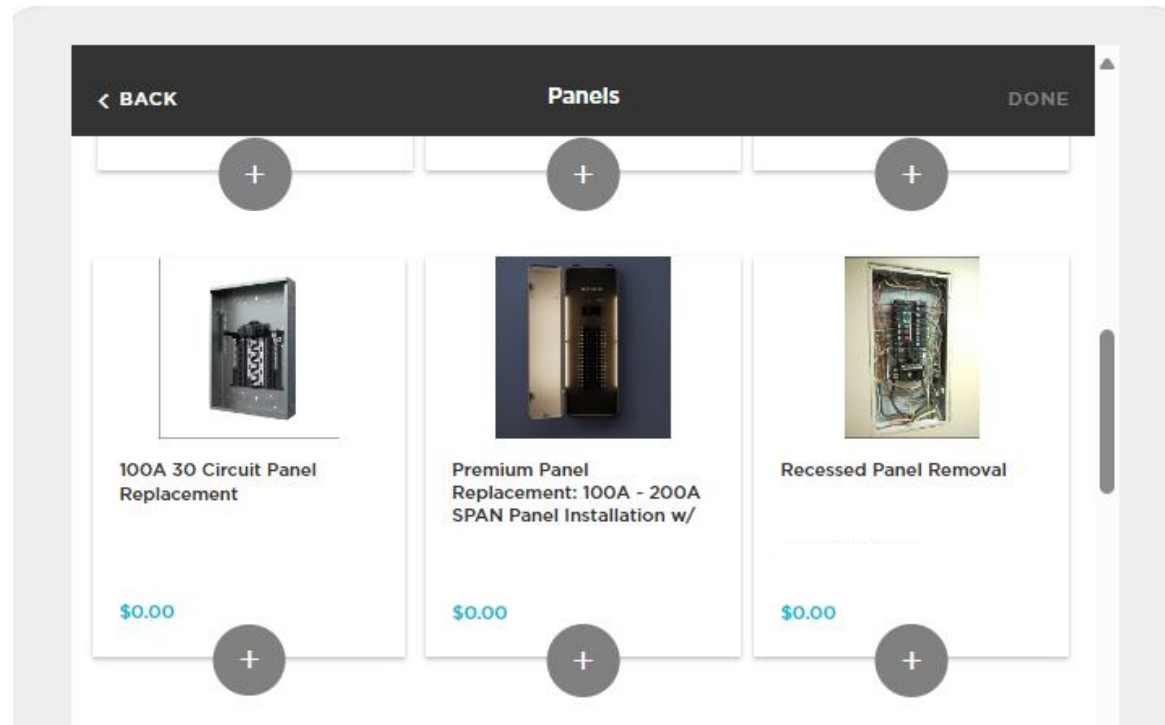 < BACK
Panels
DONE
+
+
+
SPAN
100A 30 Circuit Panel
Replacement
Premium Panel
Replacement: 100A - 200A
SPAN Panel Installation w/
Recessed Panel Removal
$0.00
$0.00
$0.00
+
+
+